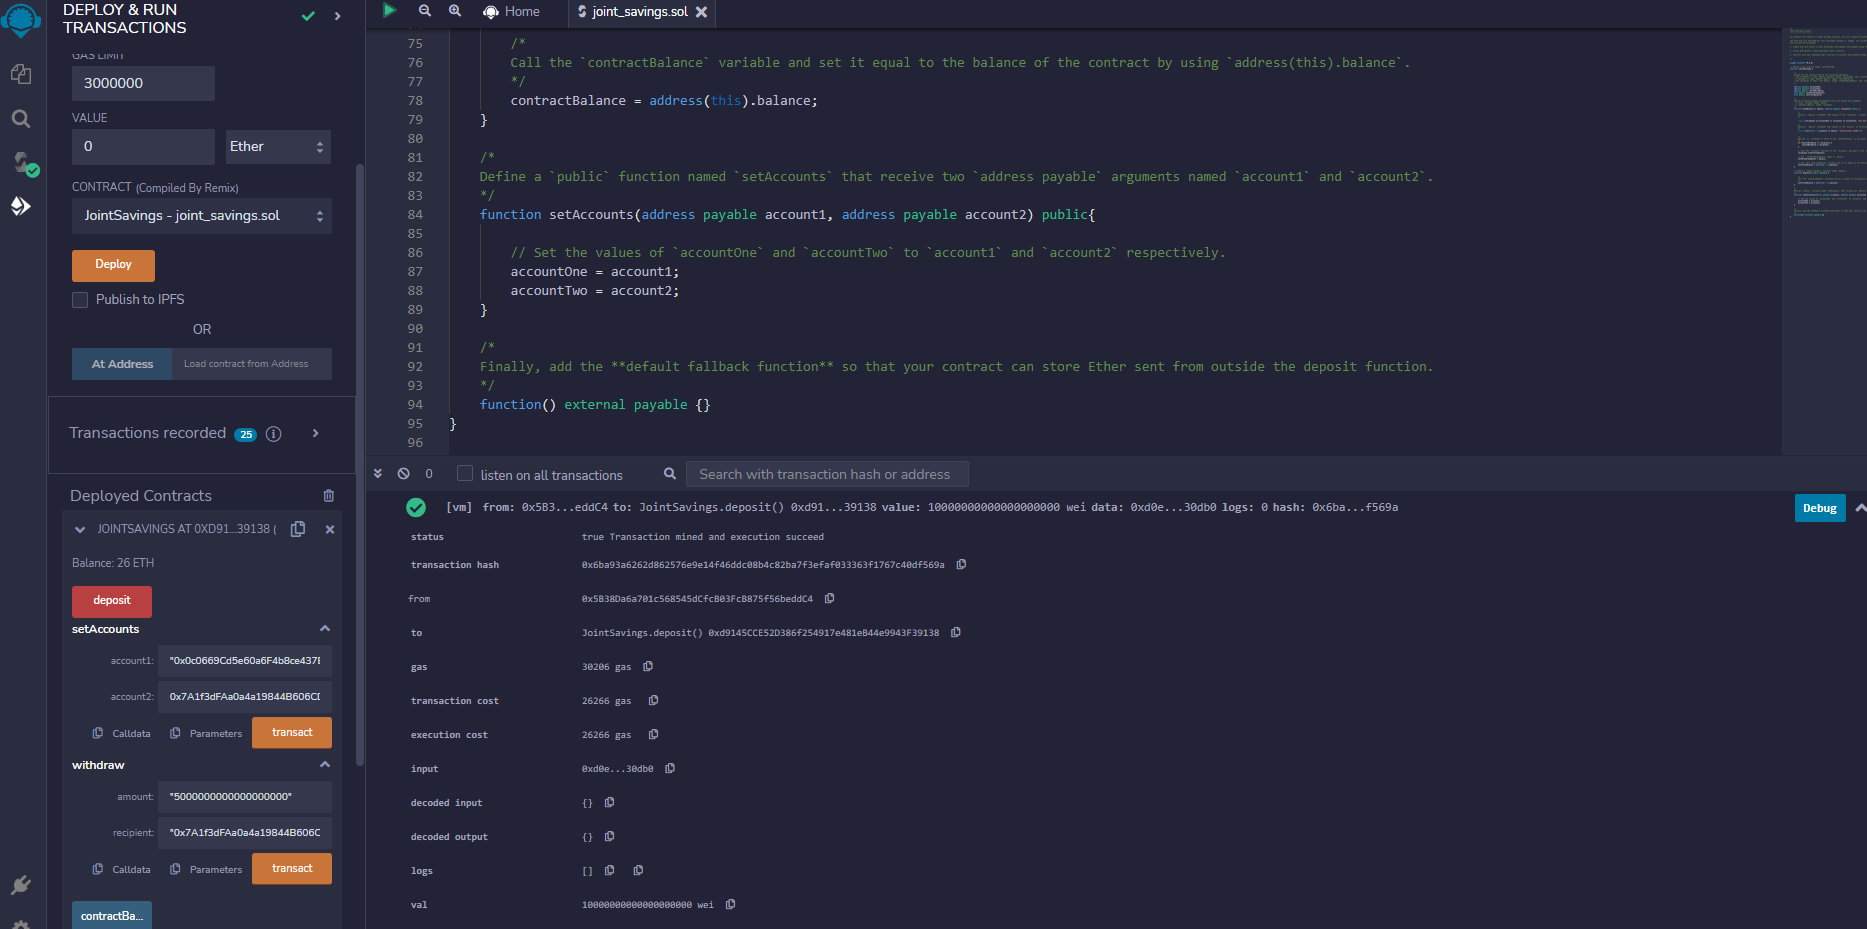 DEPLOY & RUN
TRANSACTIONS
GAS LIMIT
3000000
VALUE
0
Ether
CONTRACT (Compiled By Remix)
JointSavings - joint_savings.sol
Deploy
Publish to IPFS
OR
At Address
Load contract from Address
Transactions recorded 25
Deployed Contracts
JOINTSAVINGS AT 0XD91...39138 (
Balance: 26 ETH
deposit
setAccounts
account1:
"0x0c0669Cd5e60a6F4b8ce437E
account2:
0x7A1f3dFAa0a4a19844B606CD
Calldata
Parameters
transact
withdraw
amount:
"5000000000000000000"
recipient:
"0x7A1f3dFAa0a4a19844B606C
Calldata
Parameters
transact
contractBa...
Home
joint_savings.sol
75 /*
76 Call the `contractBalance` variable and set it equal to the balance of the contract by using `address(this).balance`.
77 */
78 contractBalance = address(this).balance;
79 }
80
81 /*
82 Define a `public` function named `setAccounts` that receive two `address payable` arguments named `account1` and `account2`.
83 */
84 function setAccounts(address payable account1, address payable account2) public{
85
86 // Set the values of `accountOne` and `accountTwo` to `account1` and `account2` respectively.
87 accountOne = account1;
88 accountTwo = account2;
89 }
90
91 /*
92 Finally, add the **default fallback function** so that your contract can store Ether sent from outside the deposit function.
93 */
94 function() external payable {}
95 }
96
0
listen on all transactions
Search with transaction hash or address
[vm] from: 0x5B3...eddC4 to: JointSavings.deposit() 0xd91...39138 value: 10000000000000000000 wei data: 0xd0e...30db0 logs: 0 hash: 0x6ba...f569a
Debug
status true Transaction mined and execution succeed
transaction hash 0x6ba93a6262d862576e9e14f46ddc08b4c82ba7f3efaf033363f1767c40df569a
from 0x5B38Da6a701c568545dCfcB03FcB875f56beddC4
to JointSavings.deposit() 0xd9145CCE52D386f254917e481eB44e9943F39138
gas 30206 gas
transaction cost 26266 gas
execution cost 26266 gas
input 0xd0e...30db0
decoded input {}
decoded output {}
logs []
val 10000000000000000000 wei